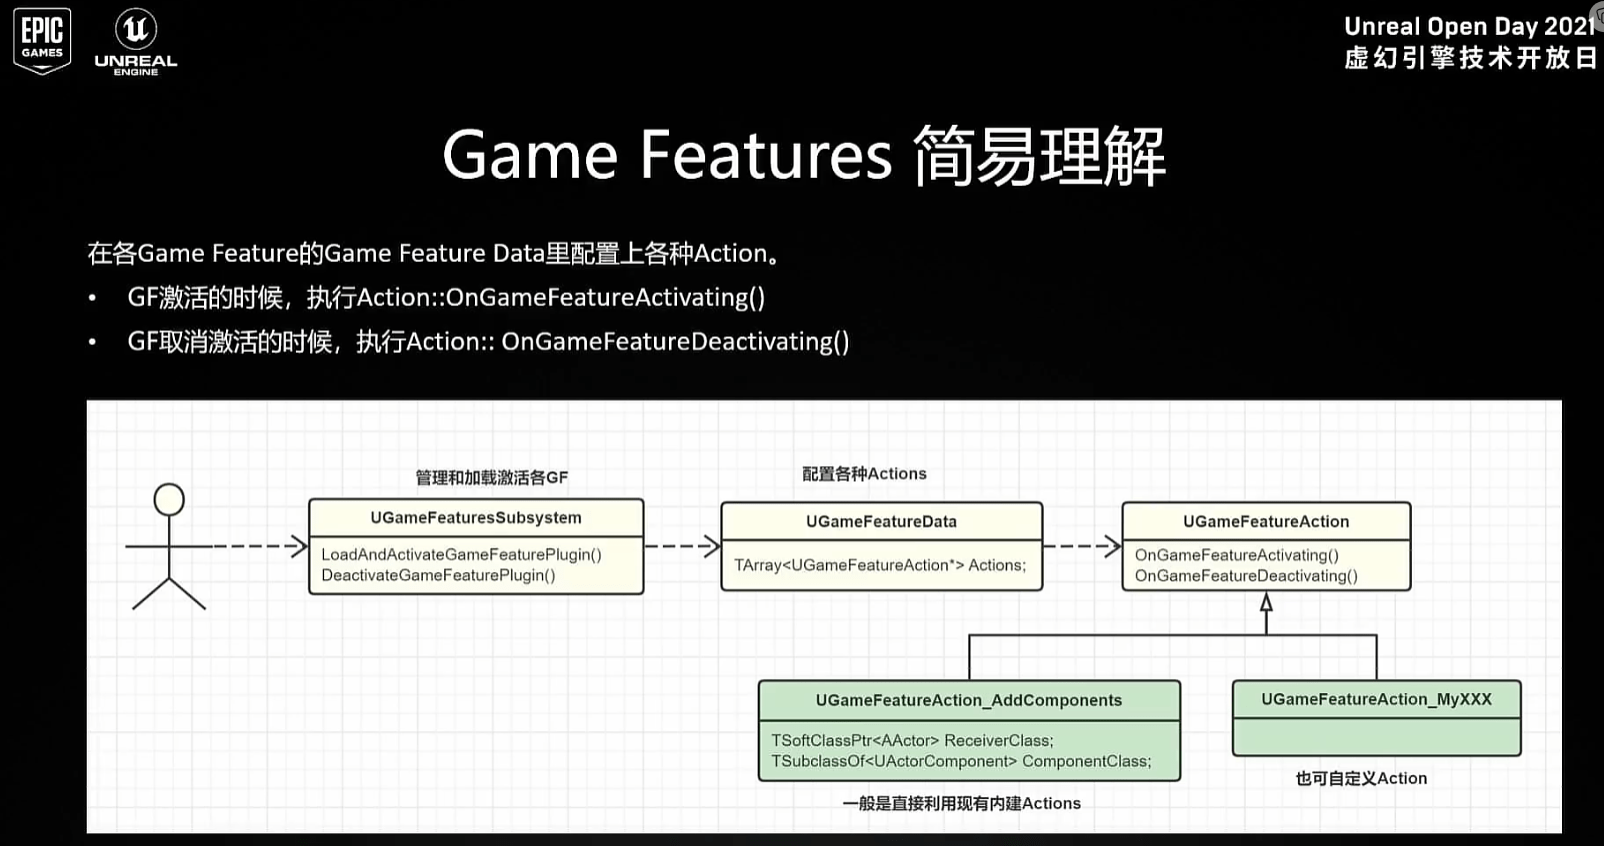 EPIC
GAMES
UNREAL
ENGINE
Unreal Open Day 2021
虚幻引擎技术开放日
Game Features 简易理解
在各Game Feature的Game Feature Data里配置上各种Action。
• GF激活的时候，执行Action::OnGameFeatureActivating()
• GF取消激活的时候，执行Action:: OnGameFeatureDeactivating()
管理和加载激活各GF
配置各种Actions
UGameFeaturesSubsystem
LoadAndActivateGameFeaturePlugin()
DeactivateGameFeaturePlugin()
UGameFeatureData
TArray<UGameFeatureAction*> Actions;
UGameFeatureAction
OnGameFeatureActivating()
OnGameFeatureDeactivating()
UGameFeatureAction_AddComponents
TSoftClassPtr<AActor> ReceiverClass;
TSubclassOf<UActorComponent> ComponentClass;
一般是直接利用现有内建Actions
UGameFeatureAction_MyXXX
也可自定义Action